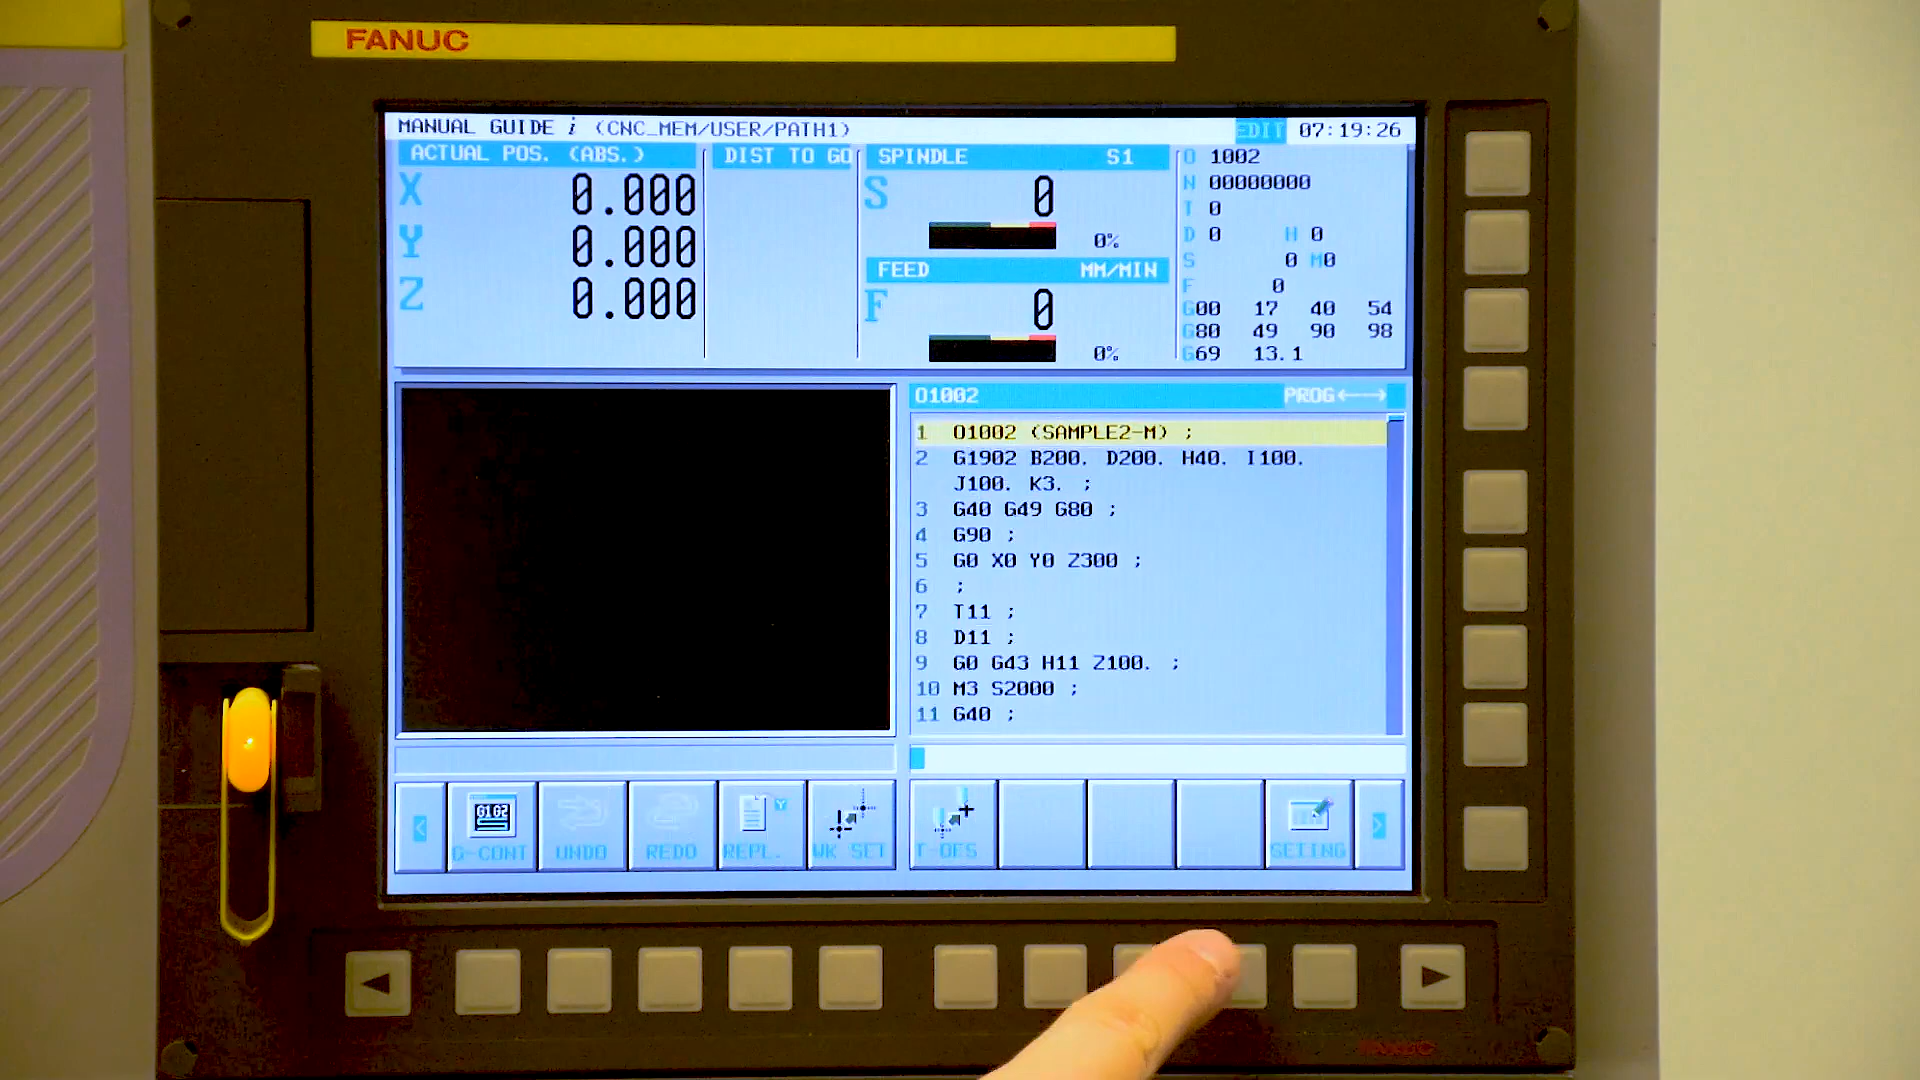 FANUC
MANUAL GUIDE i (CNC_MEM/USER/PATH1) EDIT 07:19:26
ACTUAL POS. (ABS.) DIST TO GO SPINDLE S1 O 1002
X 0.000 S 0 N 00000000
T 0
Y 0.000 0% D 0 H 0
S 0 M0
FEED MM/MIN
Z 0.000 F 0 F 0
G00 17 40 54
G80 49 90 98
0% G69 13.1
O1002 PROG←→
1 O1002 (SAMPLE2-M) ;
2 G1902 B200. D200. H40. I100.
J100. K3. ;
3 G40 G49 G80 ;
4 G90 ;
5 G0 X0 Y0 Z300 ;
6 ;
7 T11 ;
8 D11 ;
9 G0 G43 H11 Z100. ;
10 M3 S2000 ;
11 G40 ;
< G1G2 Y >
G-CONT UNDO REDO REPL. WK SET T-OFS SETING
FANUC